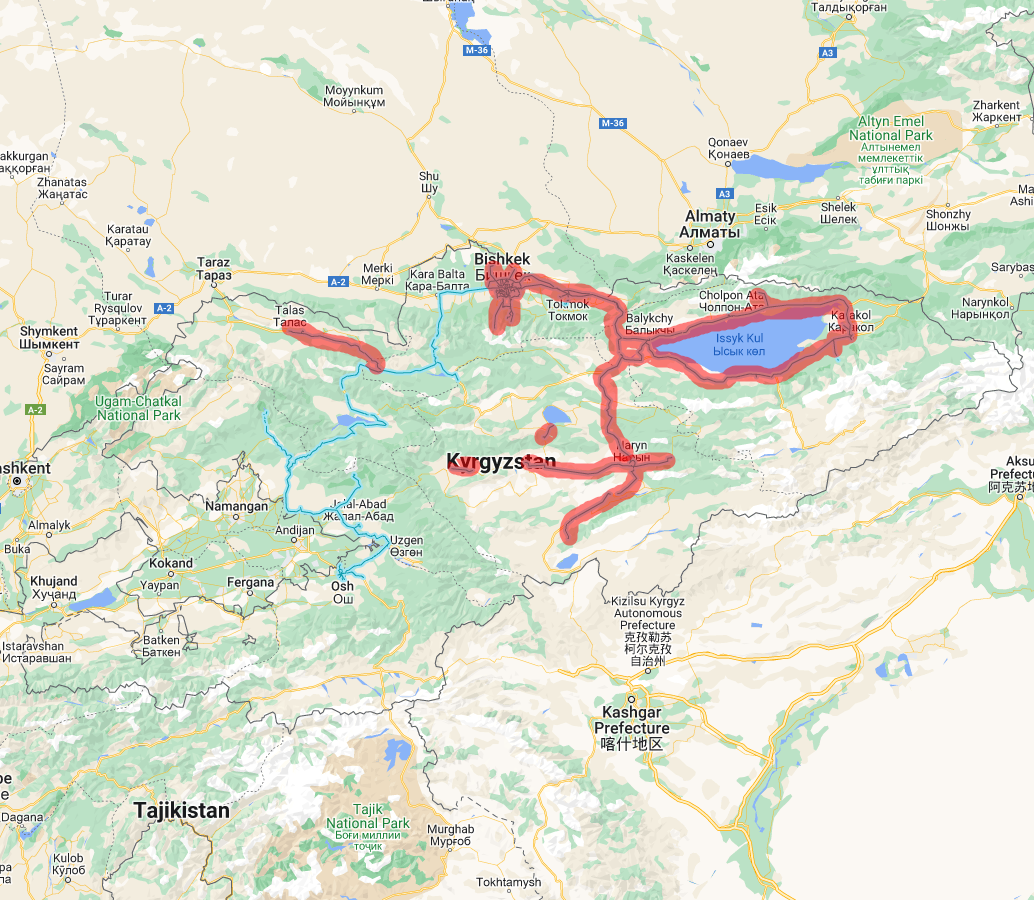 Талдықорған
M-36
A3
Moyynkum
Мойынқұм
M-36
Zharkent
Жаркент
Altyn Emel
National Park
Алтынемел
мемлекеттік
ұлттық
табиғи паркі
Qonaev
Қонаев
akkurgan
аққорған
Zhanatas
Жаңатас
Shu
Шу
A3
Esik
Есік
Shelek
Шелек
Shonzhy
Шонжы
Almaty
Алматы
Karatau
Қаратау
Kaskelen
Қаскелең
Taraz
Тараз
Merki
Меркі
A-2
Kara Balta
Кара-Балта
Bishkek
Бишкек
Sarybas
Turar
Rysqulov
Тұраркент
A-2
Talas
Талас
Tokmok
Токмок
Cholpon Ata
Чолпон-Ата
Narynkol
Нарынқол
Balykchy
Балыкчы
Karakol
Каракол
Shymkent
Шымкент
Issyk Kul
Ысык көл
Sayram
Сайрам
Ugam-Chatkal
National Park
A-2
Naryn
Нарын
Kyrgyzstan
ashkent
Aksu
Prefectu
阿克苏地
Namangan
Jalal-Abad
Жалал-Абад
Almalyk
Andijan
Uzgen
Өзгөн
Buka
Kokand
Khujand
Хуҷанд
Yaypan
Fergana
Osh
Ош
Kizilsu Kyrgyz
Autonomous
Prefecture
克孜勒苏
柯尔克孜
自治州
Batken
Баткен
Istaravshan
Истаравшан
Kashgar
Prefecture
喀什地区
Tajikistan
Tajik
National Park
Боғи миллии
тоҷик
Dagana
Murghab
Мурғоб
Kulob
Кӯлоб
Tokhtamysh